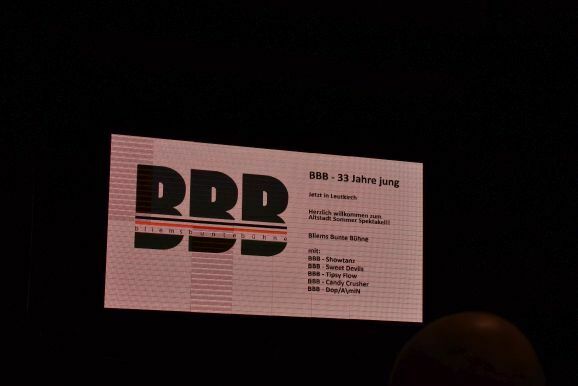 BBB
bliemsbuntebühne
BBB - 33 Jahre jung
Jetzt in Leutkirch
Herzlich willkommen zum
Altstadt Sommer Spektakel!!
Bliems Bunte Bühne
mit:
BBB - Showtanz
BBB - Sweet Devils
BBB - Tipsy Flow
BBB - Candy Crusher
BBB - Dop/A\miN